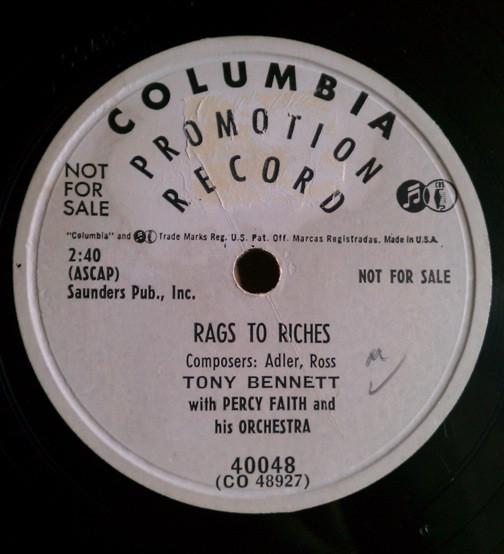 COLUMBIA
PROMOTION
RECORD
NOT
FOR
SALE
"Columbia" and Trade Marks Reg. U.S. Pat. Off. Marcas Registradas. Made in U.S.A.
2:40
(ASCAP)
Saunders Pub., Inc.
NOT FOR SALE
RAGS TO RICHES
Composers: Adler, Ross
TONY BENNETT
with PERCY FAITH and
his ORCHESTRA
40048
(CO 48927)